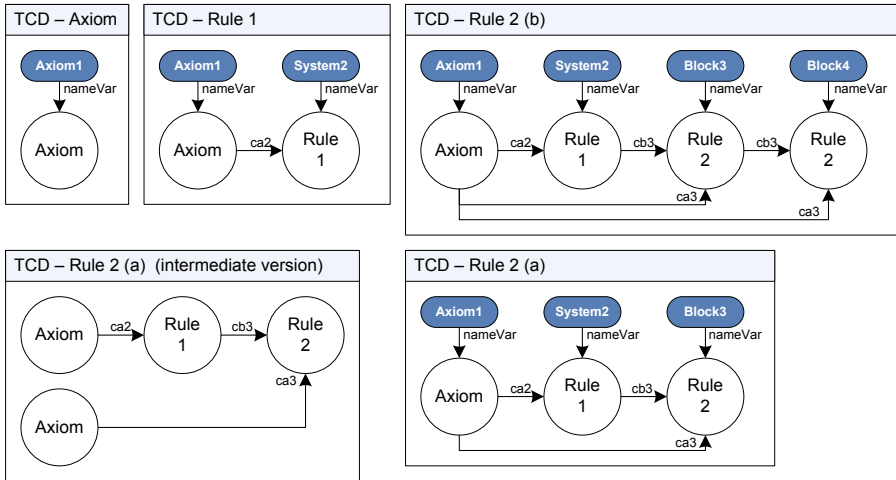 TCD – Axiom
Axiom1
nameVar
Axiom
TCD – Rule 1
Axiom1
System2
nameVar
nameVar
Axiom
ca2
Rule
1
TCD – Rule 2 (b)
Axiom1
System2
Block3
Block4
nameVar
nameVar
nameVar
nameVar
Axiom
ca2
Rule
1
cb3
Rule
2
cb3
Rule
2
ca3
ca3
TCD – Rule 2 (a) (intermediate version)
Axiom
ca2
Rule
1
cb3
Rule
2
ca3
Axiom
TCD – Rule 2 (a)
Axiom1
System2
Block3
nameVar
nameVar
nameVar
Axiom
ca2
Rule
1
cb3
Rule
2
ca3